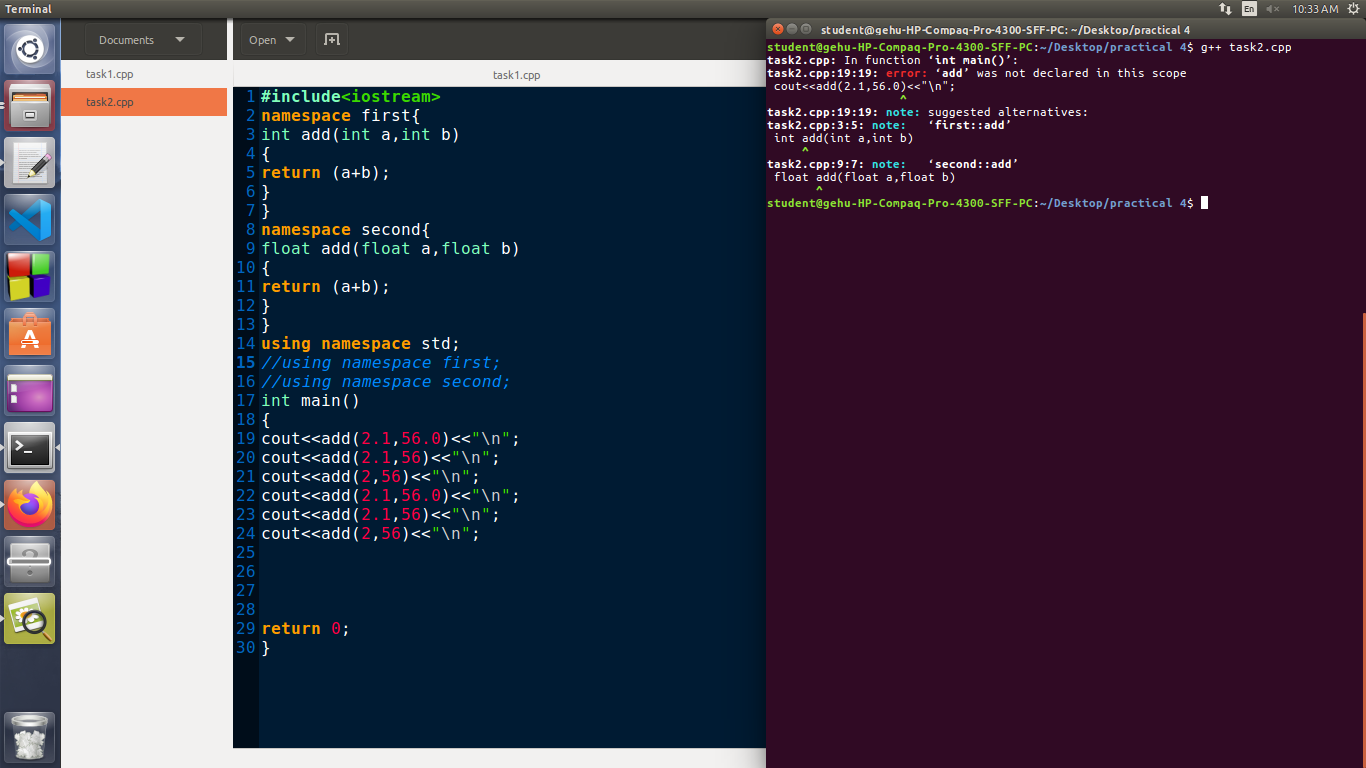 Terminal
En
10:33 AM
Documents
task1.cpp
task2.cpp
Open
task1.cpp
1 #include<iostream>
2 namespace first{
3 int add(int a,int b)
4 {
5 return (a+b);
6 }
7 }
8 namespace second{
9 float add(float a,float b)
10 {
11 return (a+b);
12 }
13 }
14 using namespace std;
15 //using namespace first;
16 //using namespace second;
17 int main()
18 {
19 cout<<add(2.1,56.0)<<"\n";
20 cout<<add(2.1,56)<<"\n";
21 cout<<add(2,56)<<"\n";
22 cout<<add(2.1,56.0)<<"\n";
23 cout<<add(2.1,56)<<"\n";
24 cout<<add(2,56)<<"\n";
25
26
27
28
29 return 0;
30 }
student@gehu-HP-Compaq-Pro-4300-SFF-PC: ~/Desktop/practical 4
student@gehu-HP-Compaq-Pro-4300-SFF-PC:~/Desktop/practical 4$ g++ task2.cpp
task2.cpp: In function ‘int main()’:
task2.cpp:19:19: error: ‘add’ was not declared in this scope
cout<<add(2.1,56.0)<<"\n";
^
task2.cpp:19:19: note: suggested alternatives:
task2.cpp:3:5: note:   ‘first::add’
int add(int a,int b)
^
task2.cpp:9:7: note:   ‘second::add’
float add(float a,float b)
^
student@gehu-HP-Compaq-Pro-4300-SFF-PC:~/Desktop/practical 4$